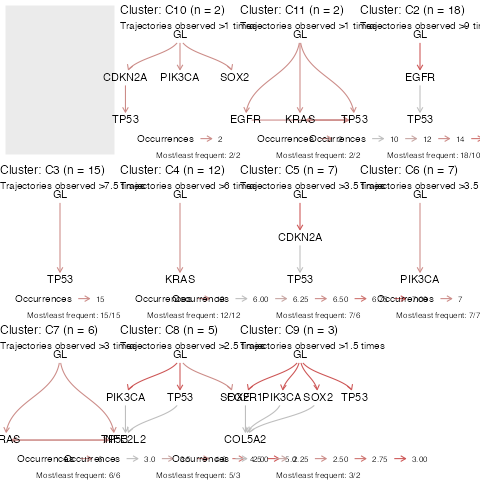 Cluster: C10 (n = 2)
Trajectories observed >1 times
GL
CDKN2A PIK3CA SOX2
TP53
Occurrences 2
Most/least frequent: 2/2
Cluster: C11 (n = 2)
Trajectories observed >1 times
GL
EGFR KRAS TP53
Occurrences
Most/least frequent: 2/2
Cluster: C2 (n = 18)
Trajectories observed >9
GL
EGFR
TP53
Occurrences 10 12 14
Most/least frequent: 18/10
Cluster: C3 (n = 15)
Trajectories observed >7.5 times
GL
TP53
Occurrences 15
Most/least frequent: 15/15
Cluster: C4 (n = 12)
Trajectories observed >6 times
GL
KRAS
Occurrences
Most/least frequent: 12/12
Cluster: C5 (n = 7)
Trajectories observed >3.5 times
GL
CDKN2A
TP53
Occurrences 6.00 6.25 6.50
Most/least frequent: 7/6
Cluster: C6 (n = 7)
Trajectories observed >3.5
GL
PIK3CA
Occurrences 7
Most/least frequent: 7/7
Cluster: C7 (n = 6)
Trajectories observed >3 times
GL
RAS
Occurrences
Most/least frequent: 6/6
Cluster: C8 (n = 5)
Trajectories observed >2.5 times
GL
PIK3CA TP53
Occurrences 3.0
Most/least frequent: 5/3
Cluster: C9 (n = 3)
Trajectories observed >1.5 times
GL
PIK3CA SOX2 TP53
COL5A2
Occurrences 2.25 2.50 2.75 3.00
Most/least frequent: 3/2